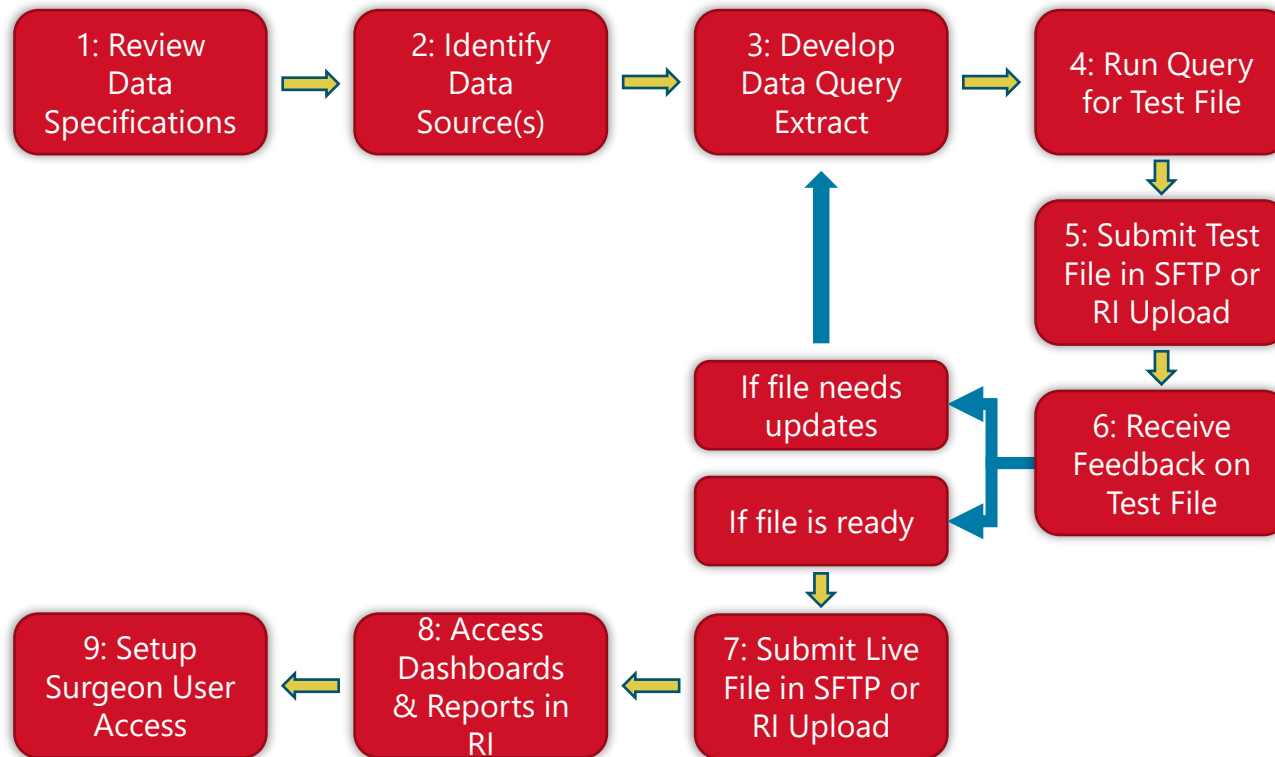 1: Review
Data
Specifications
2: Identify
Data
Source(s)
3: Develop
Data Query
Extract
4: Run Query
for Test File
5: Submit Test
File in SFTP or
RI Upload
6: Receive
Feedback on
Test File
If file needs
updates
If file is ready
7: Submit Live
File in SFTP or
RI Upload
8: Access
Dashboards
& Reports in
RI
9: Setup
Surgeon User
Access